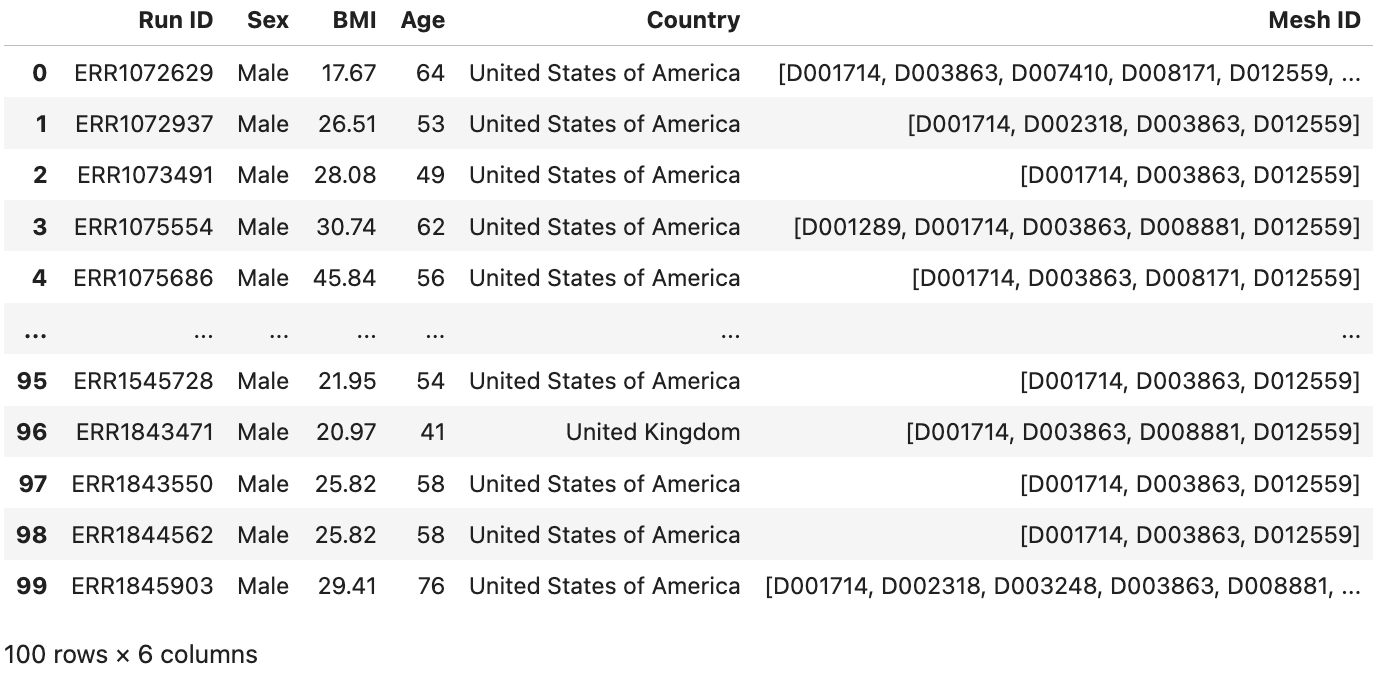 Run ID Sex BMI Age Country Mesh ID
0 ERR1072629 Male 17.67 64 United States of America [D001714, D003863, D007410, D008171, D012559, ...
1 ERR1072937 Male 26.51 53 United States of America [D001714, D002318, D003863, D012559]
2 ERR1073491 Male 28.08 49 United States of America [D001714, D003863, D012559]
3 ERR1075554 Male 30.74 62 United States of America [D001289, D001714, D003863, D008881, D012559]
4 ERR1075686 Male 45.84 56 United States of America [D001714, D003863, D008171, D012559]
... ... ... ... ... ... ...
95 ERR1545728 Male 21.95 54 United States of America [D001714, D003863, D012559]
96 ERR1843471 Male 20.97 41 United Kingdom [D001714, D003863, D008881, D012559]
97 ERR1843550 Male 25.82 58 United States of America [D001714, D003863, D012559]
98 ERR1844562 Male 25.82 58 United States of America [D001714, D003863, D012559]
99 ERR1845903 Male 29.41 76 United States of America [D001714, D002318, D003248, D003863, D008881, ...
100 rows × 6 columns